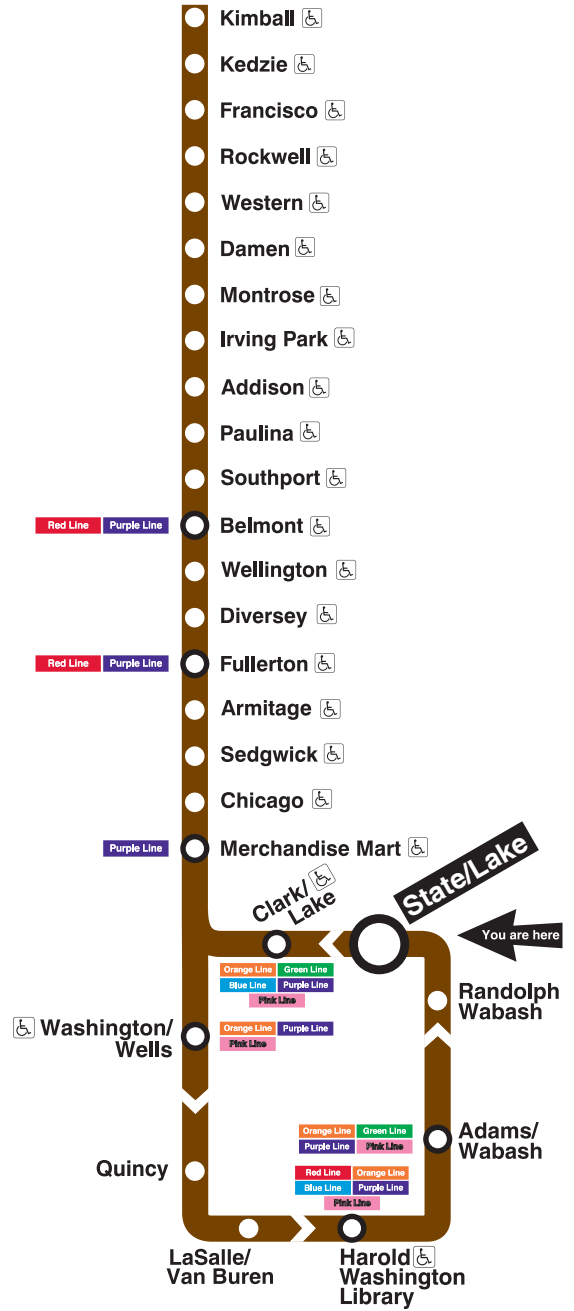 Kimball
Kedzie
Francisco
Rockwell
Western
Damen
Montrose
Irving Park
Addison
Paulina
Southport
Red Line Purple Line Belmont
Wellington
Diversey
Red Line Purple Line Fullerton
Armitage
Sedgwick
Chicago
Purple Line Merchandise Mart
Clark/
Lake
State/Lake
You are here
Orange Line Green Line
Blue Line Purple Line
Pink Line
Randolph
Wabash
Washington/
Wells
Orange Line Purple Line
Pink Line
Orange Line Green Line
Purple Line Pink Line
Adams/
Wabash
Quincy
Red Line Orange Line
Blue Line Purple Line
Pink Line
LaSalle/
Van Buren
Harold
Washington
Library